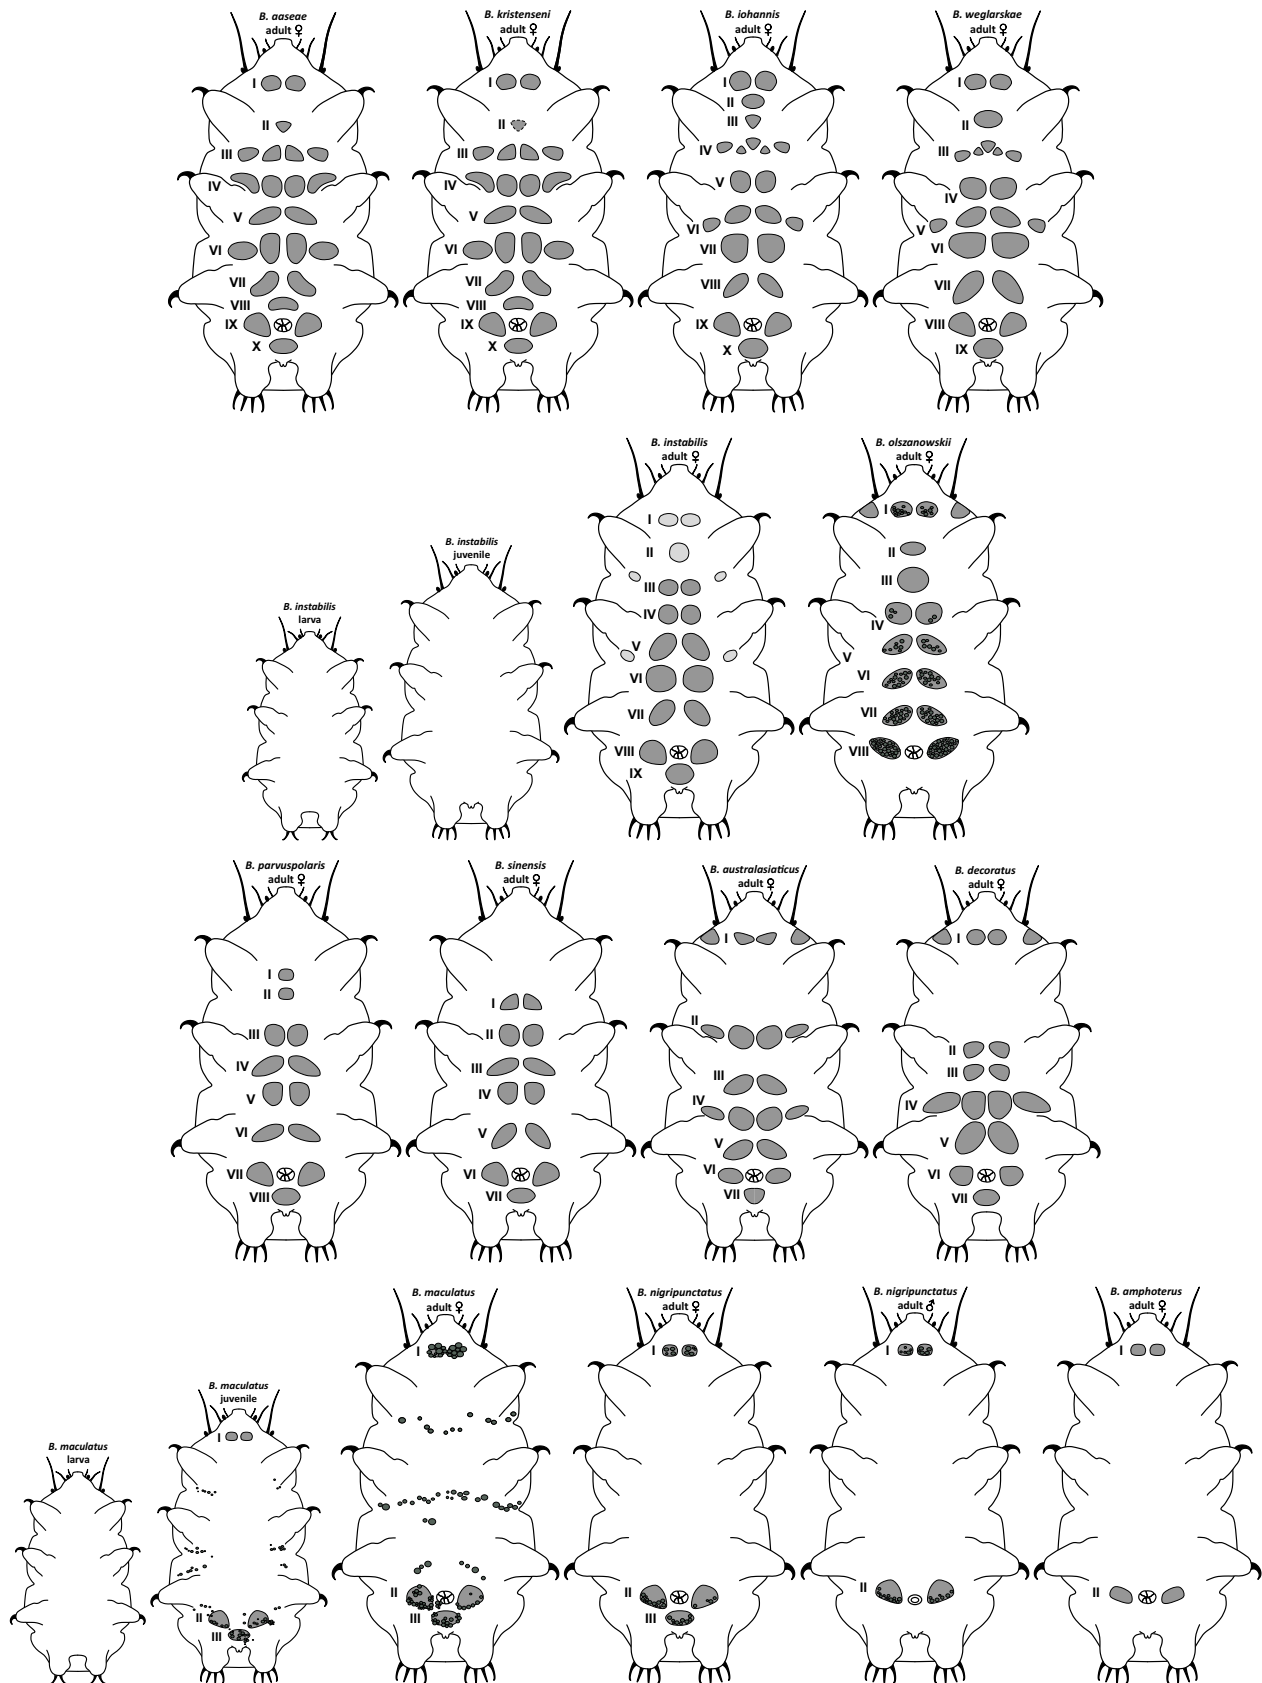 B. aaseae
adult ♀
I
II
III
IV
V
VI
VII
VIII
IX
X
B. kristenseni
adult ♀
I
II
III
IV
V
VI
VII
VIII
IX
X
B. iohannis
adult ♀
I
II
III
IV
V
VI
VII
VIII
IX
X
B. weglarskae
adult ♀
I
II
III
IV
V
VI
VII
VIII
IX
B. instabilis
larva
B. instabilis
juvenile
B. instabilis
adult ♀
I
II
III
IV
V
VI
VII
VIII
IX
B. olszanowskii
adult ♀
I
II
III
IV
V
VI
VII
VIII
B. parvuspolaris
adult ♀
I
II
III
IV
V
VI
VII
VIII
B. sinensis
adult ♀
I
II
III
IV
V
VI
VII
B. australasiaticus
adult ♀
I
II
III
IV
V
VI
VII
B. decoratus
adult ♀
I
II
III
IV
V
VI
VII
B. maculatus
larva
B. maculatus
juvenile
I
II
III
B. maculatus
adult ♀
I
II
III
B. nigripunctatus
adult ♀
I
II
III
B. nigripunctatus
adult ♂
I
II
B. amphoterus
adult ♀
I
II